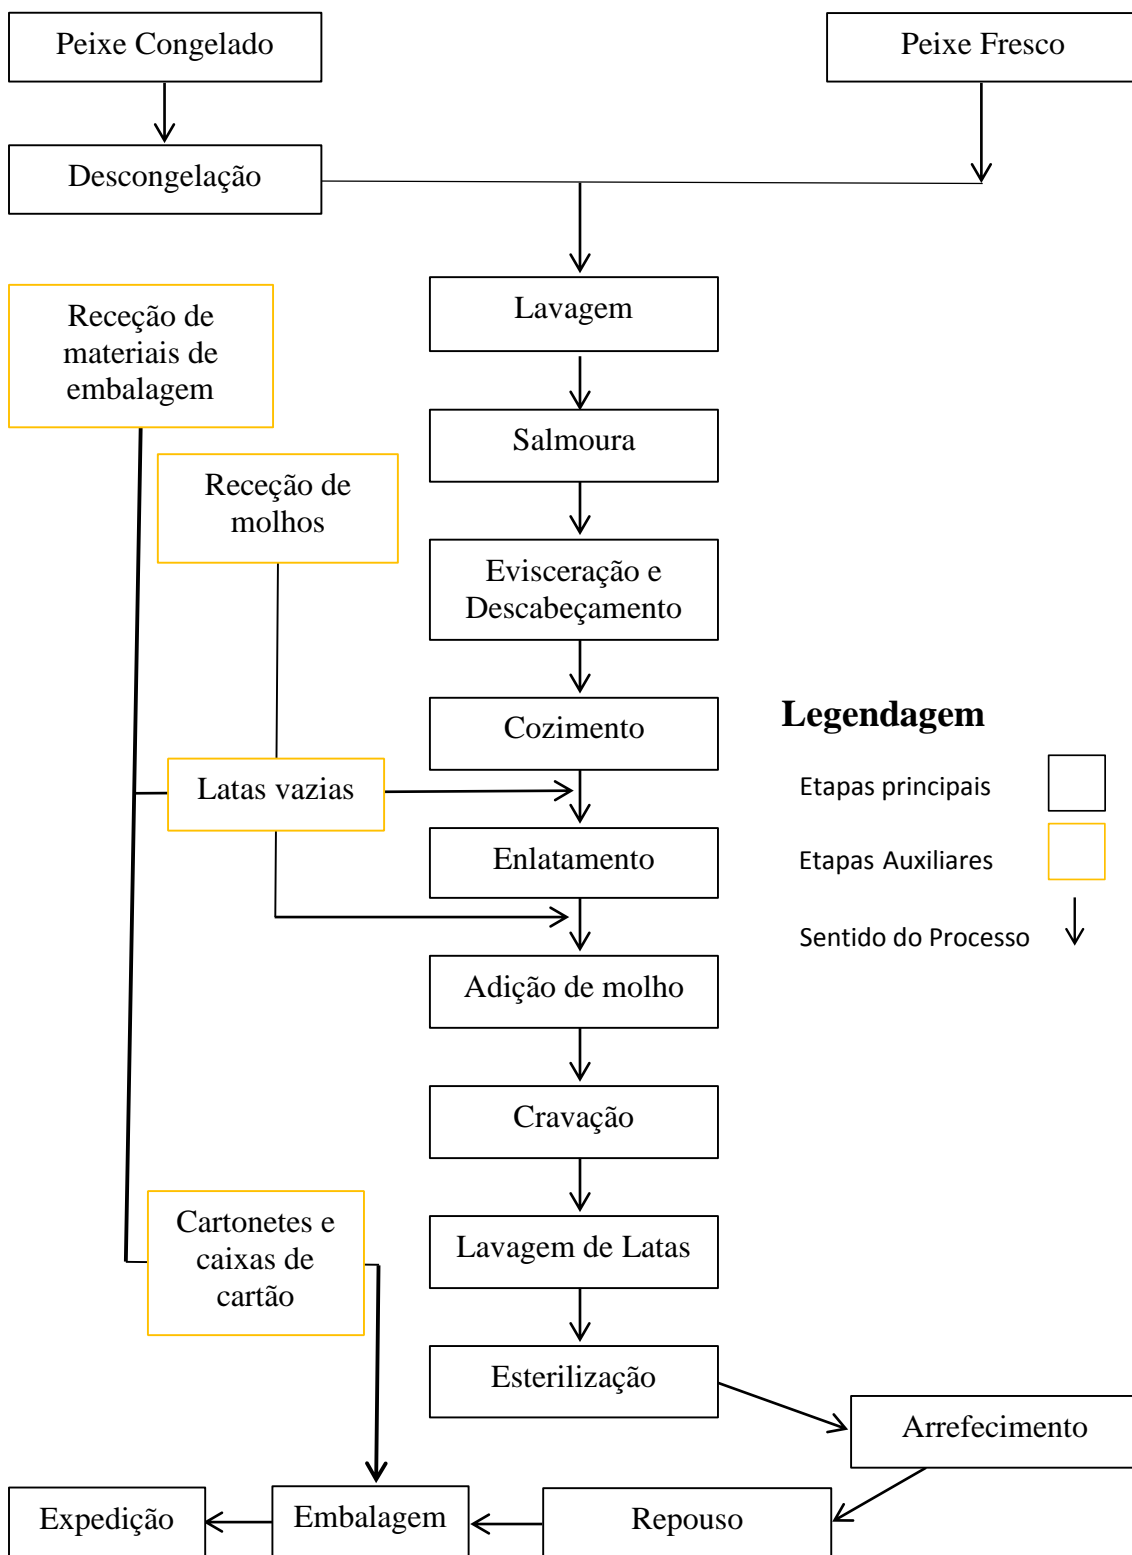 Peixe Congelado
Peixe Fresco
Descongelação
Lavagem
Receção de
materiais de
embalagem
Salmoura
Receção de
molhos
Evisceração e
Descabeçamento
Cozimento
Legendagem
Latas vazias
Etapas principais
Enlatamento
Etapas Auxiliares
Sentido do Processo
Adição de molho
Cravação
Cartonetes e
caixas de
cartão
Lavagem de Latas
Esterilização
Arrefecimento
Expedição
Embalagem
Repouso